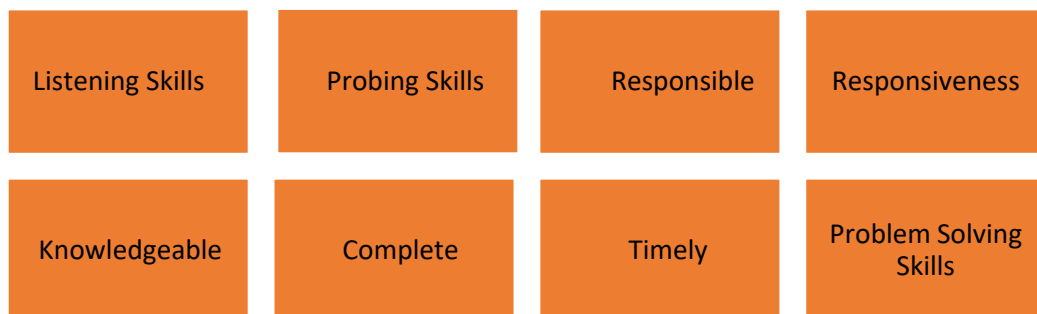 Listening Skills
Probing Skills
Responsible
Responsiveness
Knowledgeable
Complete
Timely
Problem Solving
Skills